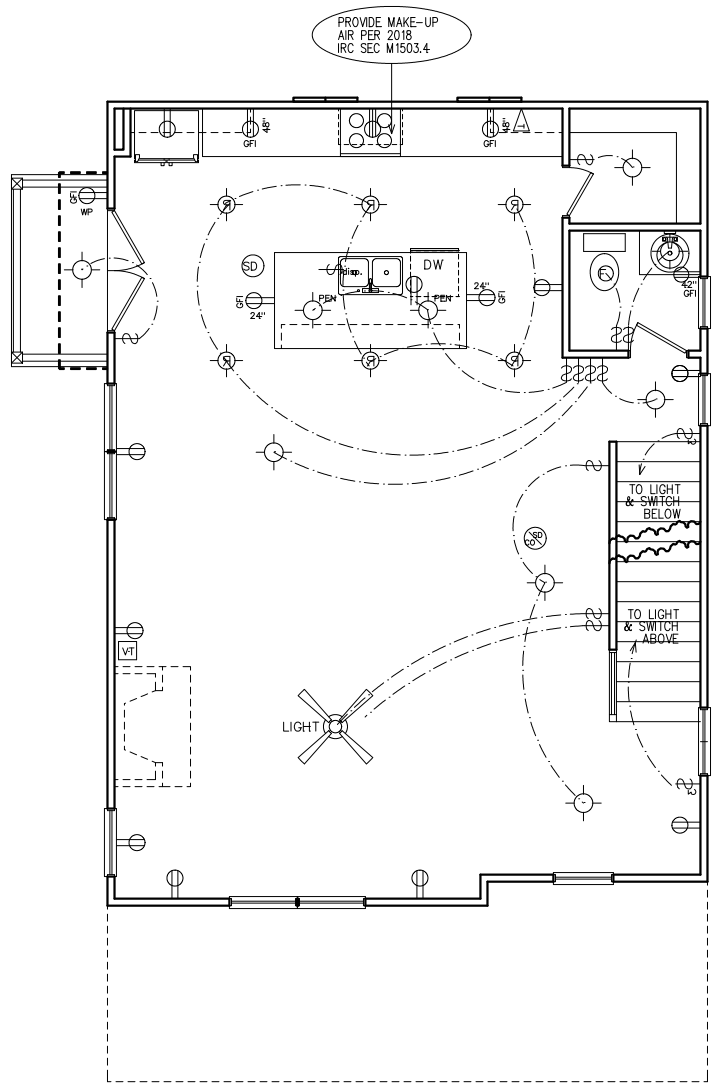 PROVIDE MAKE-UP
AIR PER 2018
IRC SEC M1503.4
48"
GFI
48"
GFI
T
GFI
WP
R
R
R
SD
disp.
DW
F
42"
GFI
GFI
24"
PEN
PEN
24"
GFI
R
R
R
3
TO LIGHT
& SWITCH
BELOW
SD
CO
TO LIGHT
& SWITCH
ABOVE
V-T
LIGHT
3